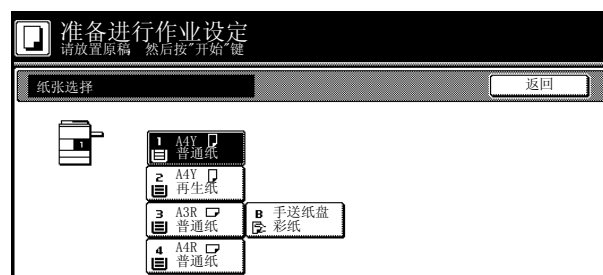 准备进行作业设定
请放置原稿 然后按"开始"键
纸张选择
返回
1
1 A4Y
普通纸
2 A4Y
再生纸
3 A3R
普通纸
B 手送纸盘
彩纸
4 A4R
普通纸